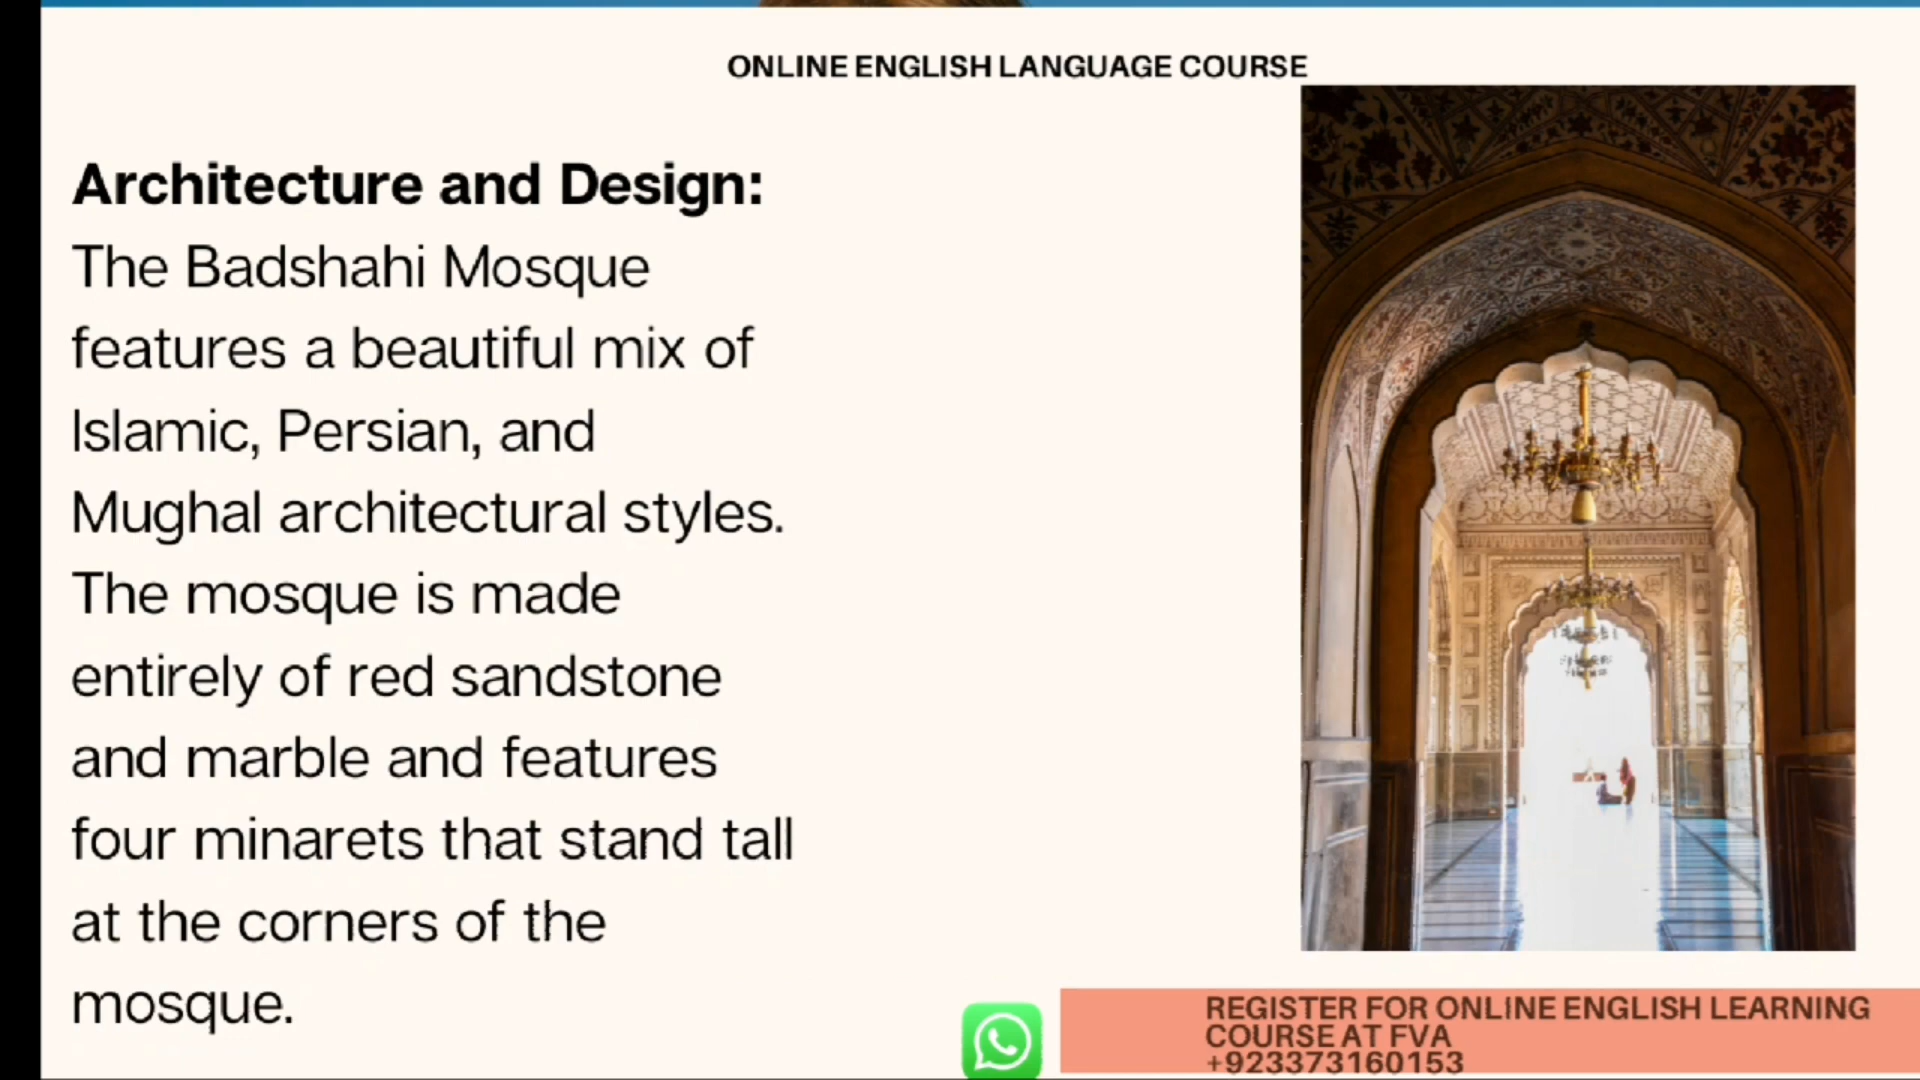 ONLINE ENGLISH LANGUAGE COURSE
Architecture and Design:
The Badshahi Mosque
features a beautiful mix of
Islamic, Persian, and
Mughal architectural styles.
The mosque is made
entirely of red sandstone
and marble and features
four minarets that stand tall
at the corners of the
mosque.
REGISTER FOR ONLINE ENGLISH LEARNING
COURSE AT FVA
+923373160153